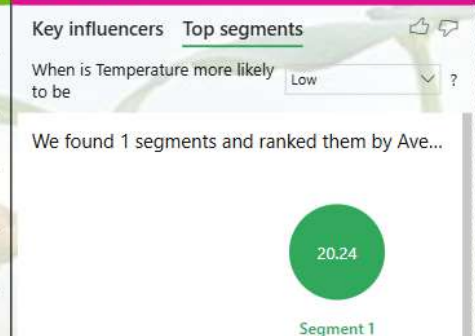 Key influencers Top segments
When is Temperature more likely
to be
Low
?
We found 1 segments and ranked them by Ave...
20.24
Segment 1